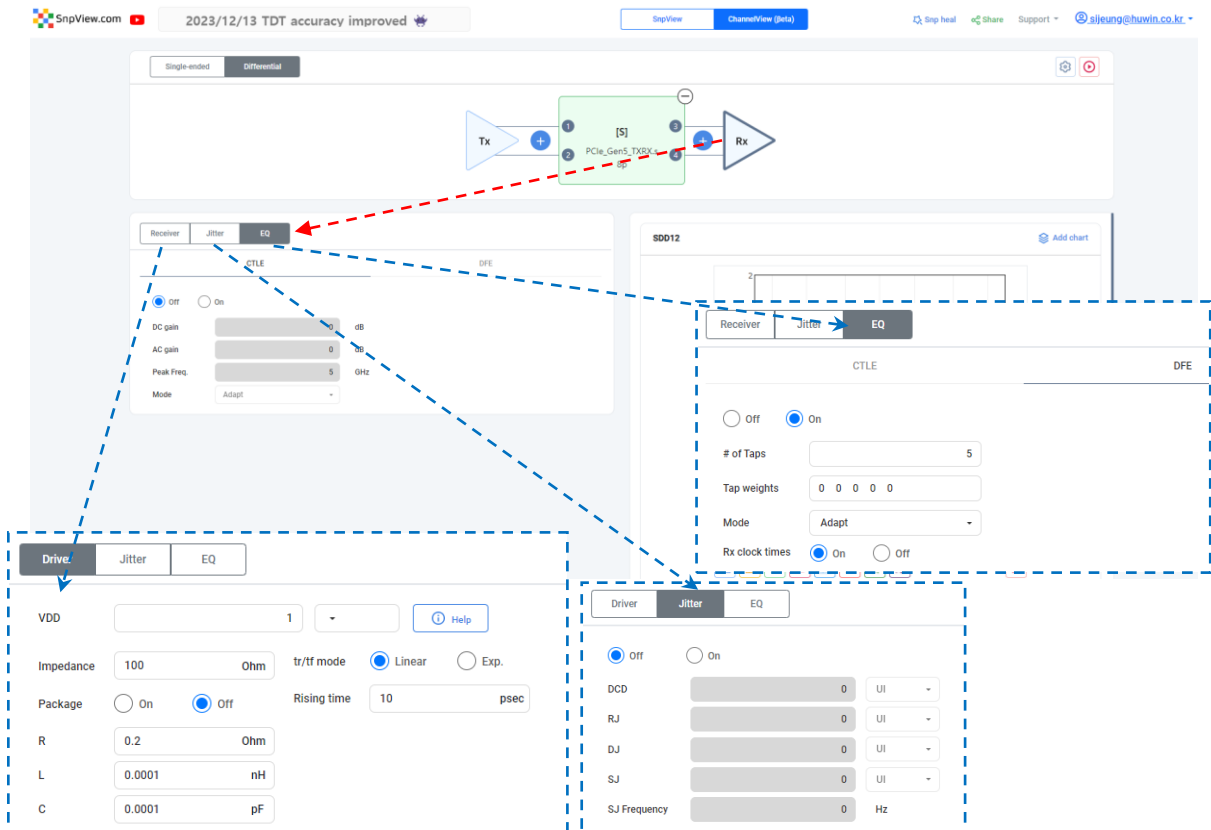 SnpView.com
2023/12/13 TDT accuracy improved
SnpView ChannelView (Beta)
Snp heal Share Support sijeung@huwin.co.kr
Single-ended Differential
Tx
1
2
[S]
PCIe_Gen5_TXRX.s
8p
3
4
Rx
Receiver Jitter EQ
CTLE DFE
Off On
DC gain 0 dB
AC gain 0 dB
Peak Freq. 5 GHz
Mode Adapt
SDD12
Add chart
2
Receiver Jitter EQ
CTLE DFE
Off On
# of Taps 5
Tap weights 0 0 0 0 0
Mode Adapt
Rx clock times On Off
Driver Jitter EQ
VDD 1 Help
Impedance 100 Ohm tr/tf mode Linear Exp.
Package On Off Rising time 10 psec
R 0.2 Ohm
L 0.0001 nH
C 0.0001 pF
Driver Jitter EQ
Off On
DCD 0 UI
RJ 0 UI
DJ 0 UI
SJ 0 UI
SJ Frequency 0 Hz